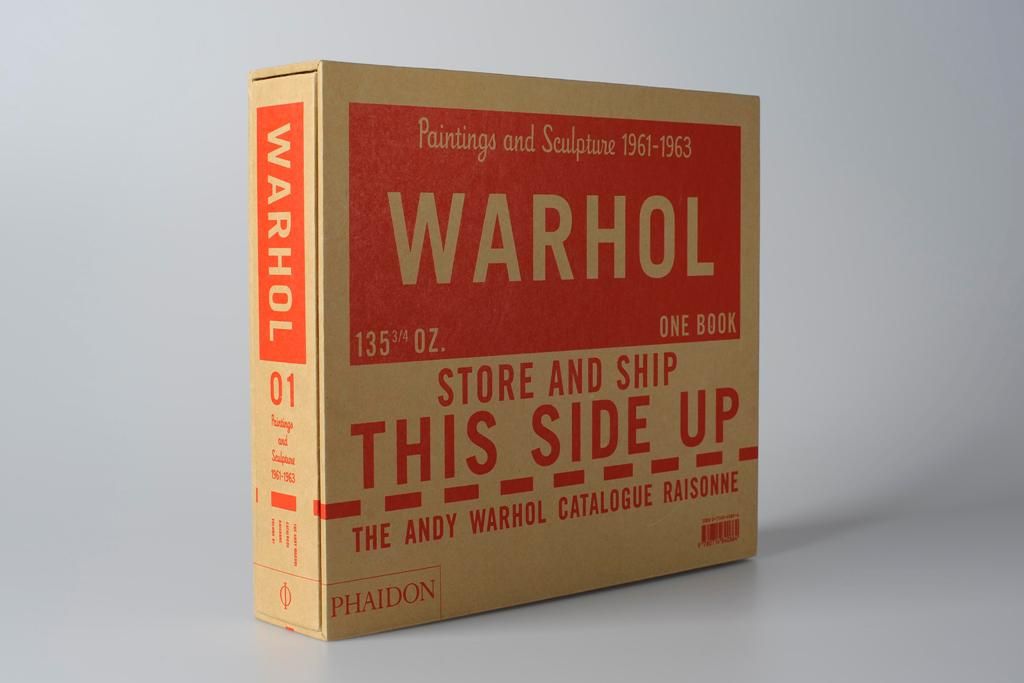 WARHOL
01
Paintings
and
Sculpture
1961-1963
Paintings and Sculpture 1961-1963
WARHOL
135 3/4 OZ.
ONE BOOK
STORE AND SHIP
THIS SIDE UP
THE ANDY WARHOL CATALOGUE RAISONNE
PHAIDON